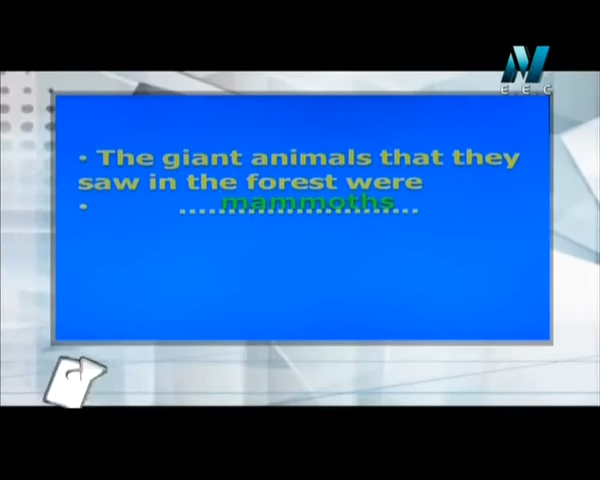 E E C
• The giant animals that they
saw in the forest were
• ........mammoths........